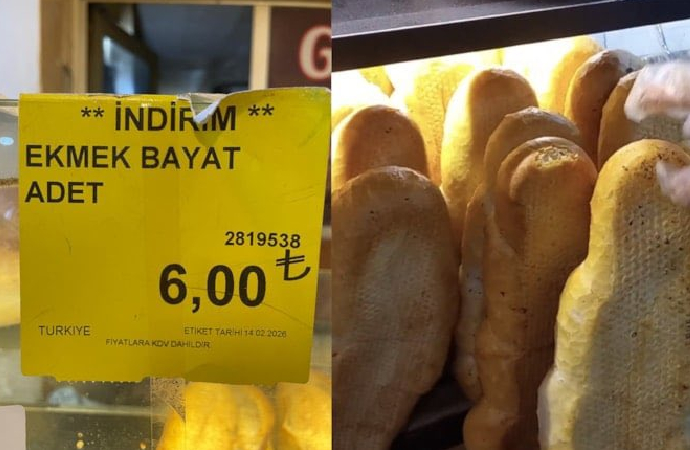 G
** İNDİRİM **
EKMEK BAYAT
ADET
2819538
6,00 ₺
TURKIYE
ETİKET TARİHİ 14.02.2026
FİYATLARA KDV DAHİLDİR.